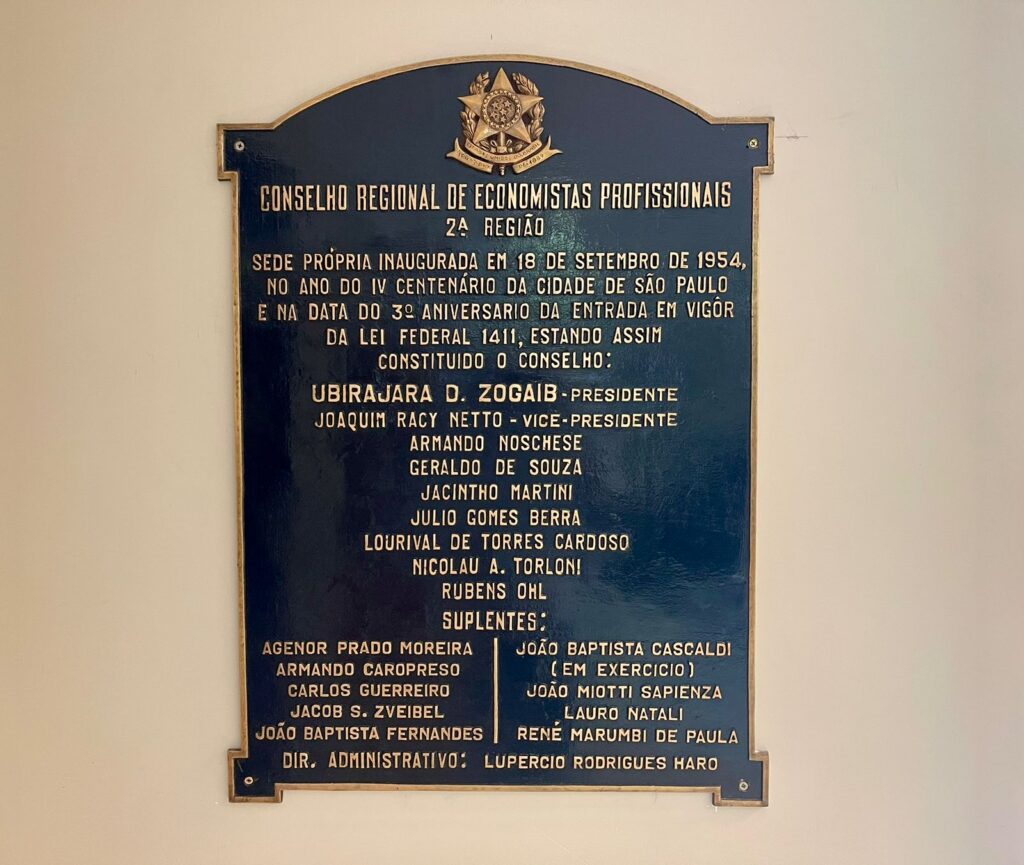 CONSELHO REGIONAL DE ECONOMISTAS PROFISSIONAIS
2ª REGIÃO
SEDE PRÓPRIA INAUGURADA EM 18 DE SETEMBRO DE 1954,
NO ANO DO IV CENTENÁRIO DA CIDADE DE SÃO PAULO
E NA DATA DO 3º ANIVERSARIO DA ENTRADA EM VIGÔR
DA LEI FEDERAL 1411, ESTANDO ASSIM
CONSTITUIDO O CONSELHO:
UBIRAJARA D. ZOGAIB - PRESIDENTE
JOAQUIM RACY NETTO - VICE-PRESIDENTE
ARMANDO NOSCHESE
GERALDO DE SOUZA
JACINTHO MARTINI
JULIO GOMES BERRA
LOURIVAL DE TORRES CARDOSO
NICOLAU A. TORLONI
RUBENS OHL
SUPLENTES:
AGENOR PRADO MOREIRA
ARMANDO CAROPRESO
CARLOS GUERREIRO
JACOB S. ZVEIBEL
JOÃO BAPTISTA FERNANDES
JOÃO BAPTISTA CASCALDI
(EM EXERCICIO)
JOÃO MIOTTI SAPIENZA
LAURO NATALI
RENÉ MARUMBI DE PAULA
DIR. ADMINISTRATIVO: LUPERCIO RODRIGUES HARO